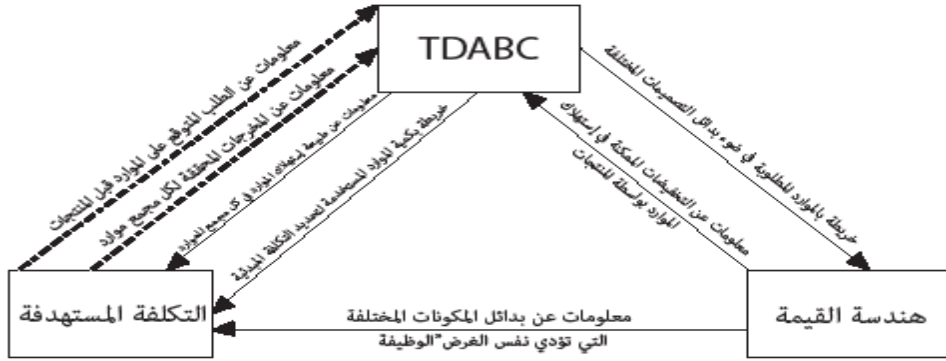 TDABC
معلومات عن الطلب المتوقع على الموارد قبل المنتجات
معلومات عن المخرجات المحققة لكل مجمع موارد
معلومات عن طبيعة إستهلاك الموارد في كل مجمع للموارد
خريطة بكمية الموارد المستخدمة لتحديد التكلفة المبدئية
خريطة بالموارد المطلوبة في ضوء بدائل التصميمات المختلفة
معلومات عن التخفيضات الممكنة في إستهلاك
الموارد بواسطة المنتجات
التكلفة المستهدفة
معلومات عن بدائل المكونات المختلفة
التي تؤدي نفس الغرض "الوظيفة
هندسة القيمة